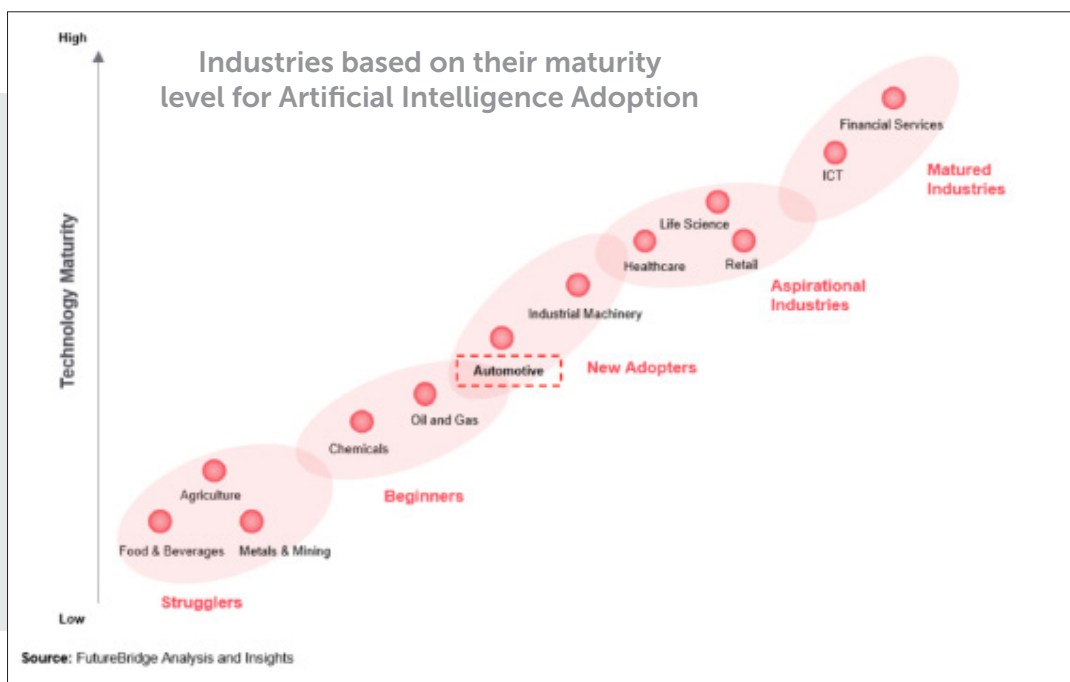 High
Industries based on their maturity
level for Artificial Intelligence Adoption
Financial Services
ICT
Matured
Industries
Life Science
Healthcare
Retail
Aspirational
Industries
Technology Maturity
Industrial Machinery
Automotive
New Adopters
Oil and Gas
Chemicals
Beginners
Agriculture
Food & Beverages
Metals & Mining
Strugglers
Low
Source: FutureBridge Analysis and Insights